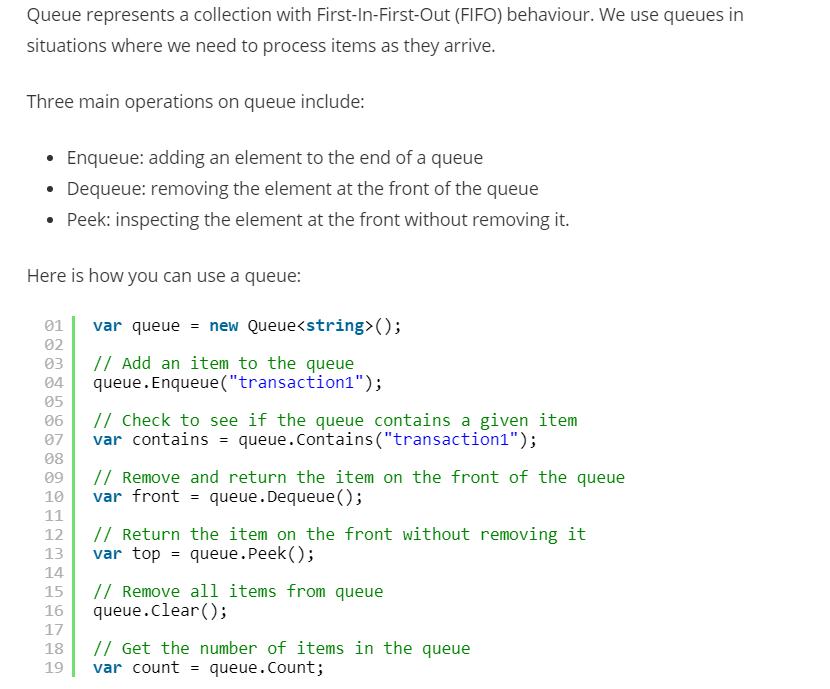 Queue represents a collection with First-In-First-Out (FIFO) behaviour. We use queues in
situations where we need to process items as they arrive.
Three main operations on queue include:
• Enqueue: adding an element to the end of a queue
• Dequeue: removing the element at the front of the queue
• Peek: inspecting the element at the front without removing it.
Here is how you can use a queue:
01 var queue = new Queue<string>();
02
03 // Add an item to the queue
04 queue.Enqueue("transaction1");
05
06 // Check to see if the queue contains a given item
07 var contains = queue.Contains("transaction1");
08
09 // Remove and return the item on the front of the queue
10 var front = queue.Dequeue();
11
12 // Return the item on the front without removing it
13 var top = queue.Peek();
14
15 // Remove all items from queue
16 queue.Clear();
17
18 // Get the number of items in the queue
19 var count = queue.Count;